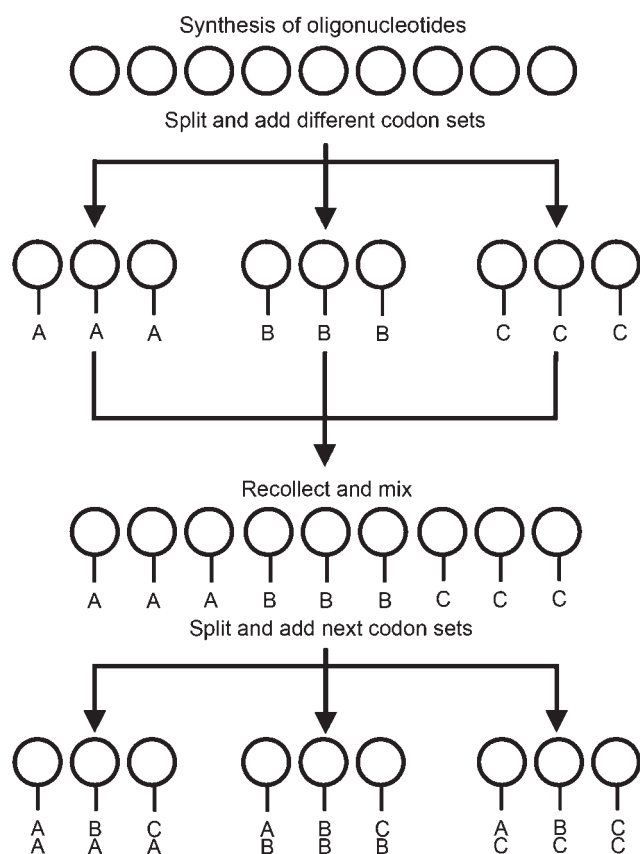 Synthesis of oligonucleotides
Split and add different codon sets
A A A B B B C C C
Recollect and mix
A A A B B B C C C
Split and add next codon sets
A B C A B C A B C
A A A B B B C C C